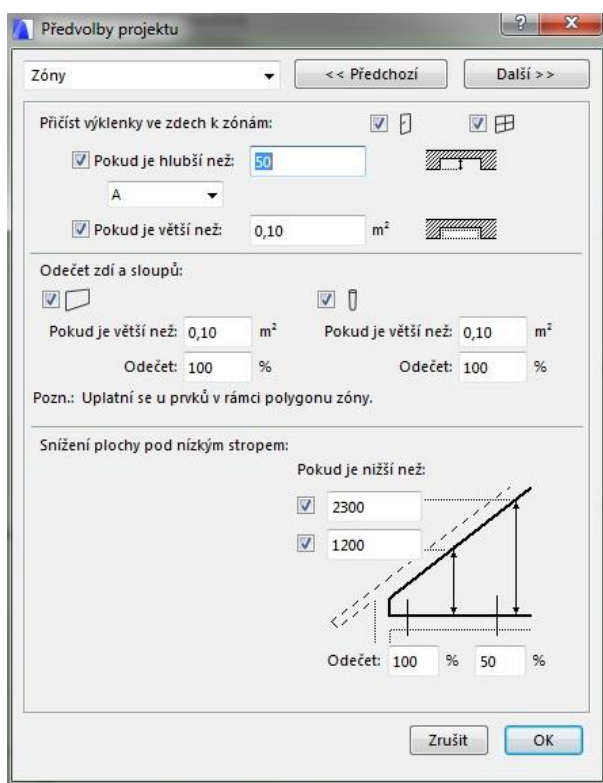 Předvolby projektu
Zóny << Předchozí Další >>
Přičíst výklenky ve zdech k zónám:
Pokud je hlubší než: 50
A
Pokud je větší než: 0,10 m²
Odečet zdí a sloupů:
Pokud je větší než: 0,10 m² Pokud je větší než: 0,10 m²
Odečet: 100 % Odečet: 100 %
Pozn.: Uplatní se u prvků v rámci polygonu zóny.
Snížení plochy pod nízkým stropem:
Pokud je nižší než:
2300
1200
Odečet: 100 % 50 %
Zrušit OK